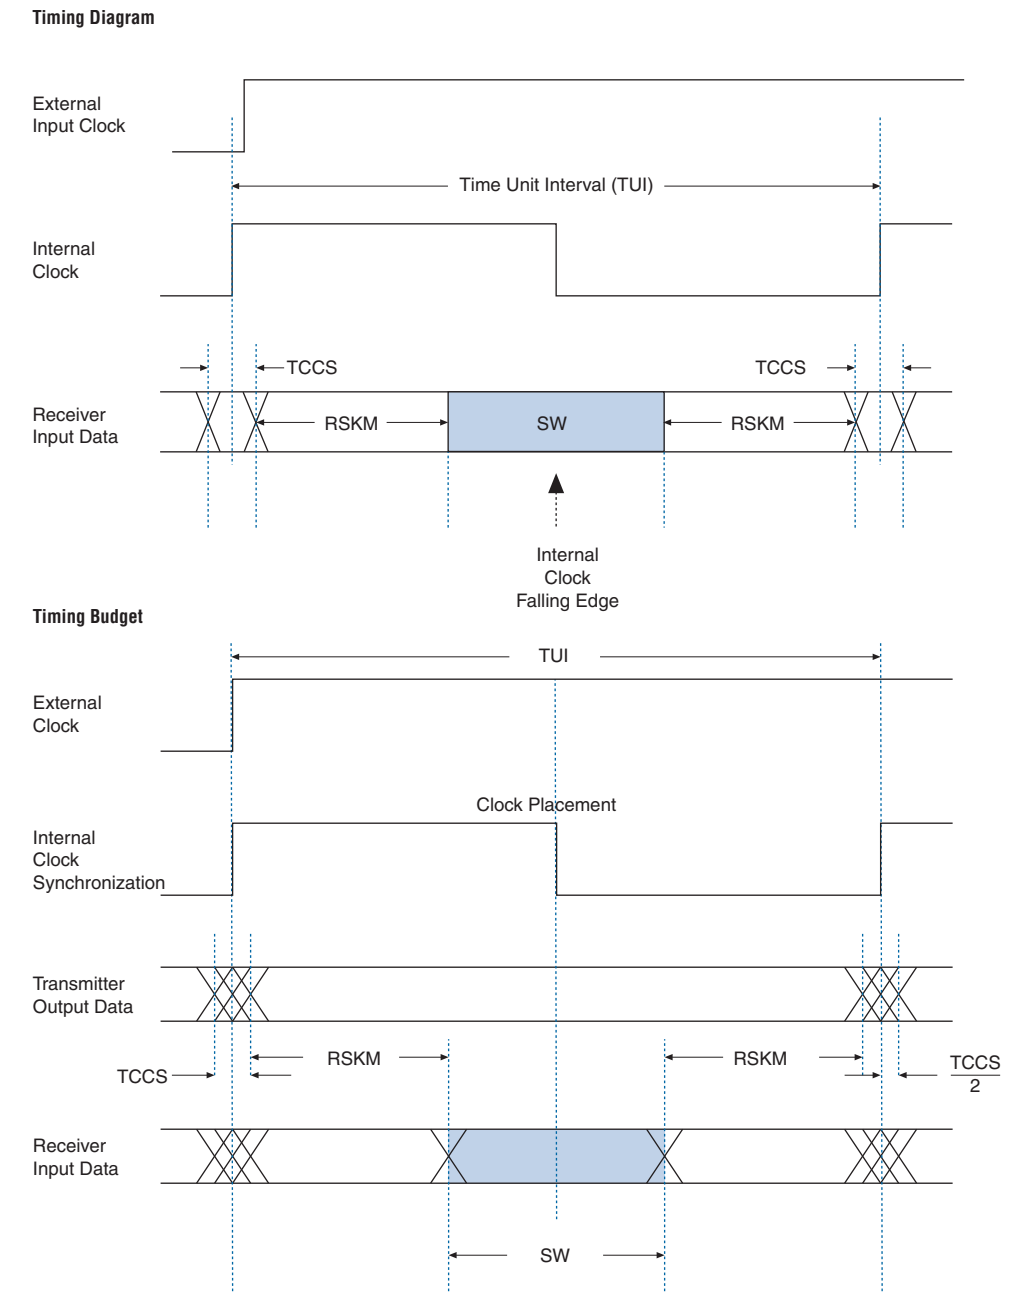 Timing Diagram
External
Input Clock
Time Unit Interval (TUI)
Internal
Clock
TCCS
TCCS
Receiver
Input Data
RSKM
SW
RSKM
Internal
Clock
Falling Edge
Timing Budget
TUI
External
Clock
Clock Placement
Internal
Clock
Synchronization
Transmitter
Output Data
RSKM
RSKM
TCCS
TCCS
2
Receiver
Input Data
SW